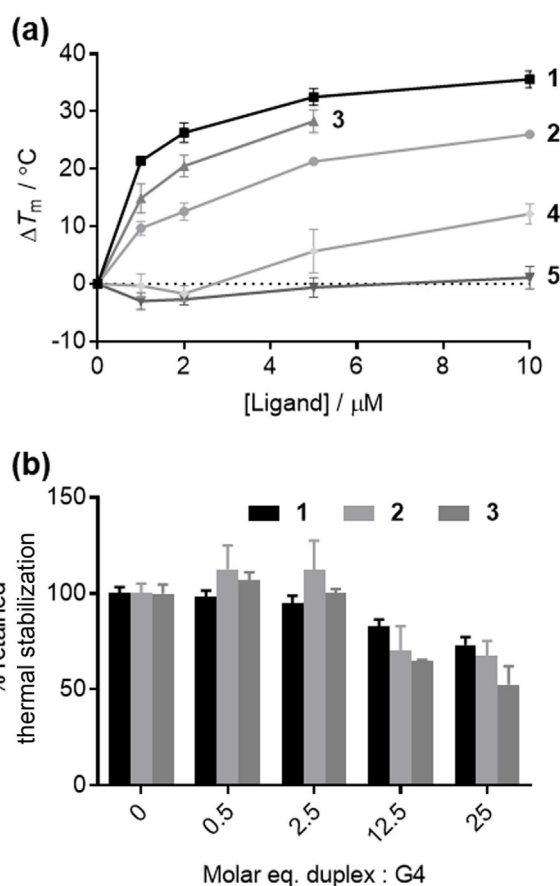 (a)
ΔTm / °C
40
30
20
10
0
-10
1
3
2
4
5
0 2 4 6 8 10
[Ligand] / μM
(b)
% retained
thermal stabilization
150
100
50
0
1 2 3
0 0.5 2.5 12.5 25
Molar eq. duplex : G4